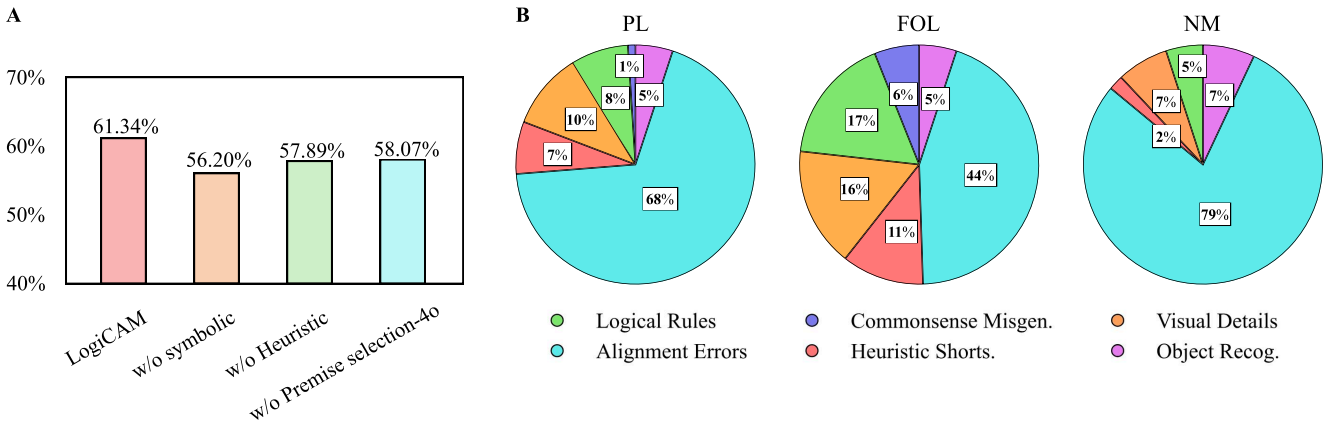 A
70%
60%
50%
40%
61.34%
56.20%
57.89%
58.07%
LogiCAM
w/o symbolic
w/o Heuristic
w/o Premise selection-4o
B
PL
1%
5%
8%
10%
7%
68%
FOL
6%
5%
17%
44%
16%
11%
NM
5%
7%
7%
2%
79%
Logical Rules
Commonsense Misgen.
Visual Details
Alignment Errors
Heuristic Shorts.
Object Recog.